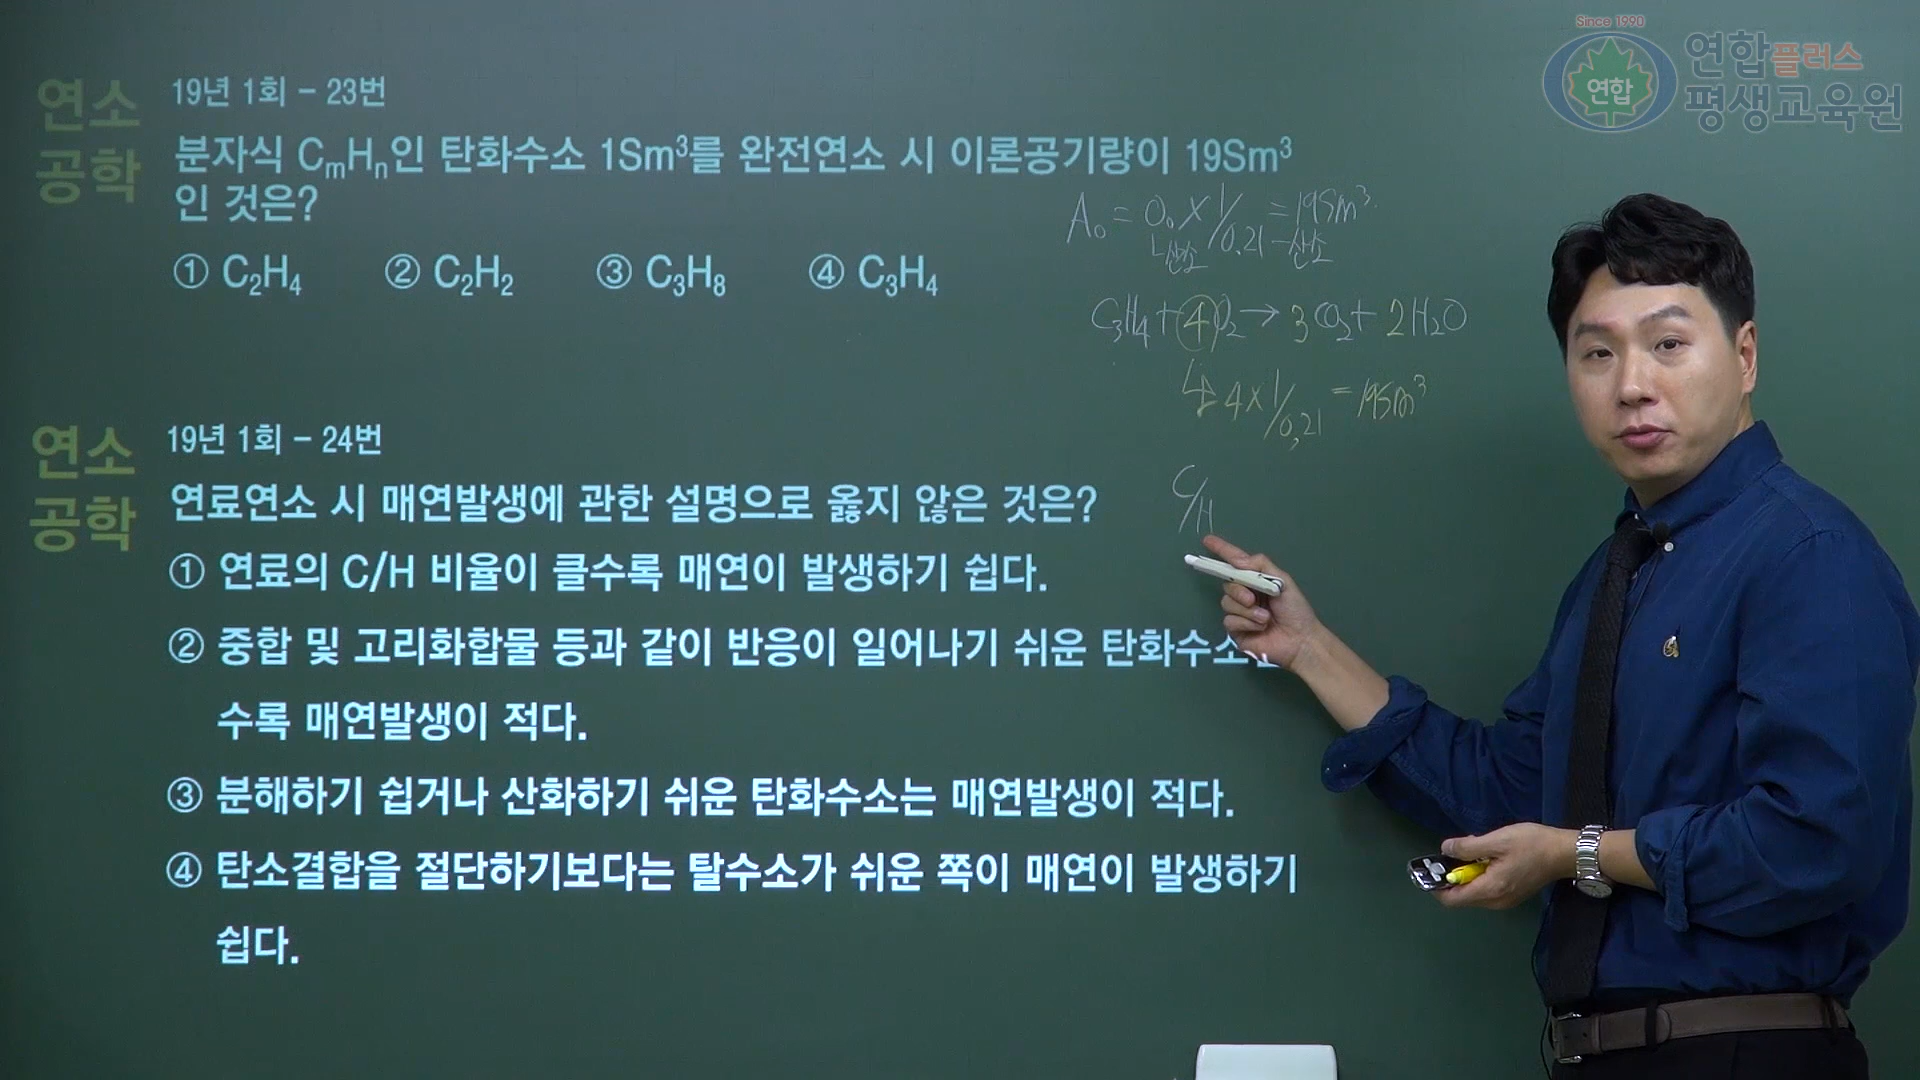 Since 1990
연합플러스
평생교육원
연합
연소
공학
19년 1회 – 23번
분자식 CmHn인 탄화수소 1Sm³를 완전연소 시 이론공기량이 19Sm³
인 것은?
① C₂H₄ ② C₂H₂ ③ C₃H₈ ④ C₃H₄
A₀ = O₀ × 1/0.21 = 19Sm³.
산소 산소
C₃H₄ + 4O₂ → 3CO₂ + 2H₂O
4 × 1/0.21 = 19Sm³
연소
공학
19년 1회 – 24번
연료연소 시 매연발생에 관한 설명으로 옳지 않은 것은?
C/H
① 연료의 C/H 비율이 클수록 매연이 발생하기 쉽다.
② 중합 및 고리화합물 등과 같이 반응이 일어나기 쉬운 탄화수소
수록 매연발생이 적다.
③ 분해하기 쉽거나 산화하기 쉬운 탄화수소는 매연발생이 적다.
④ 탄소결합을 절단하기보다는 탈수소가 쉬운 쪽이 매연이 발생하기
쉽다.